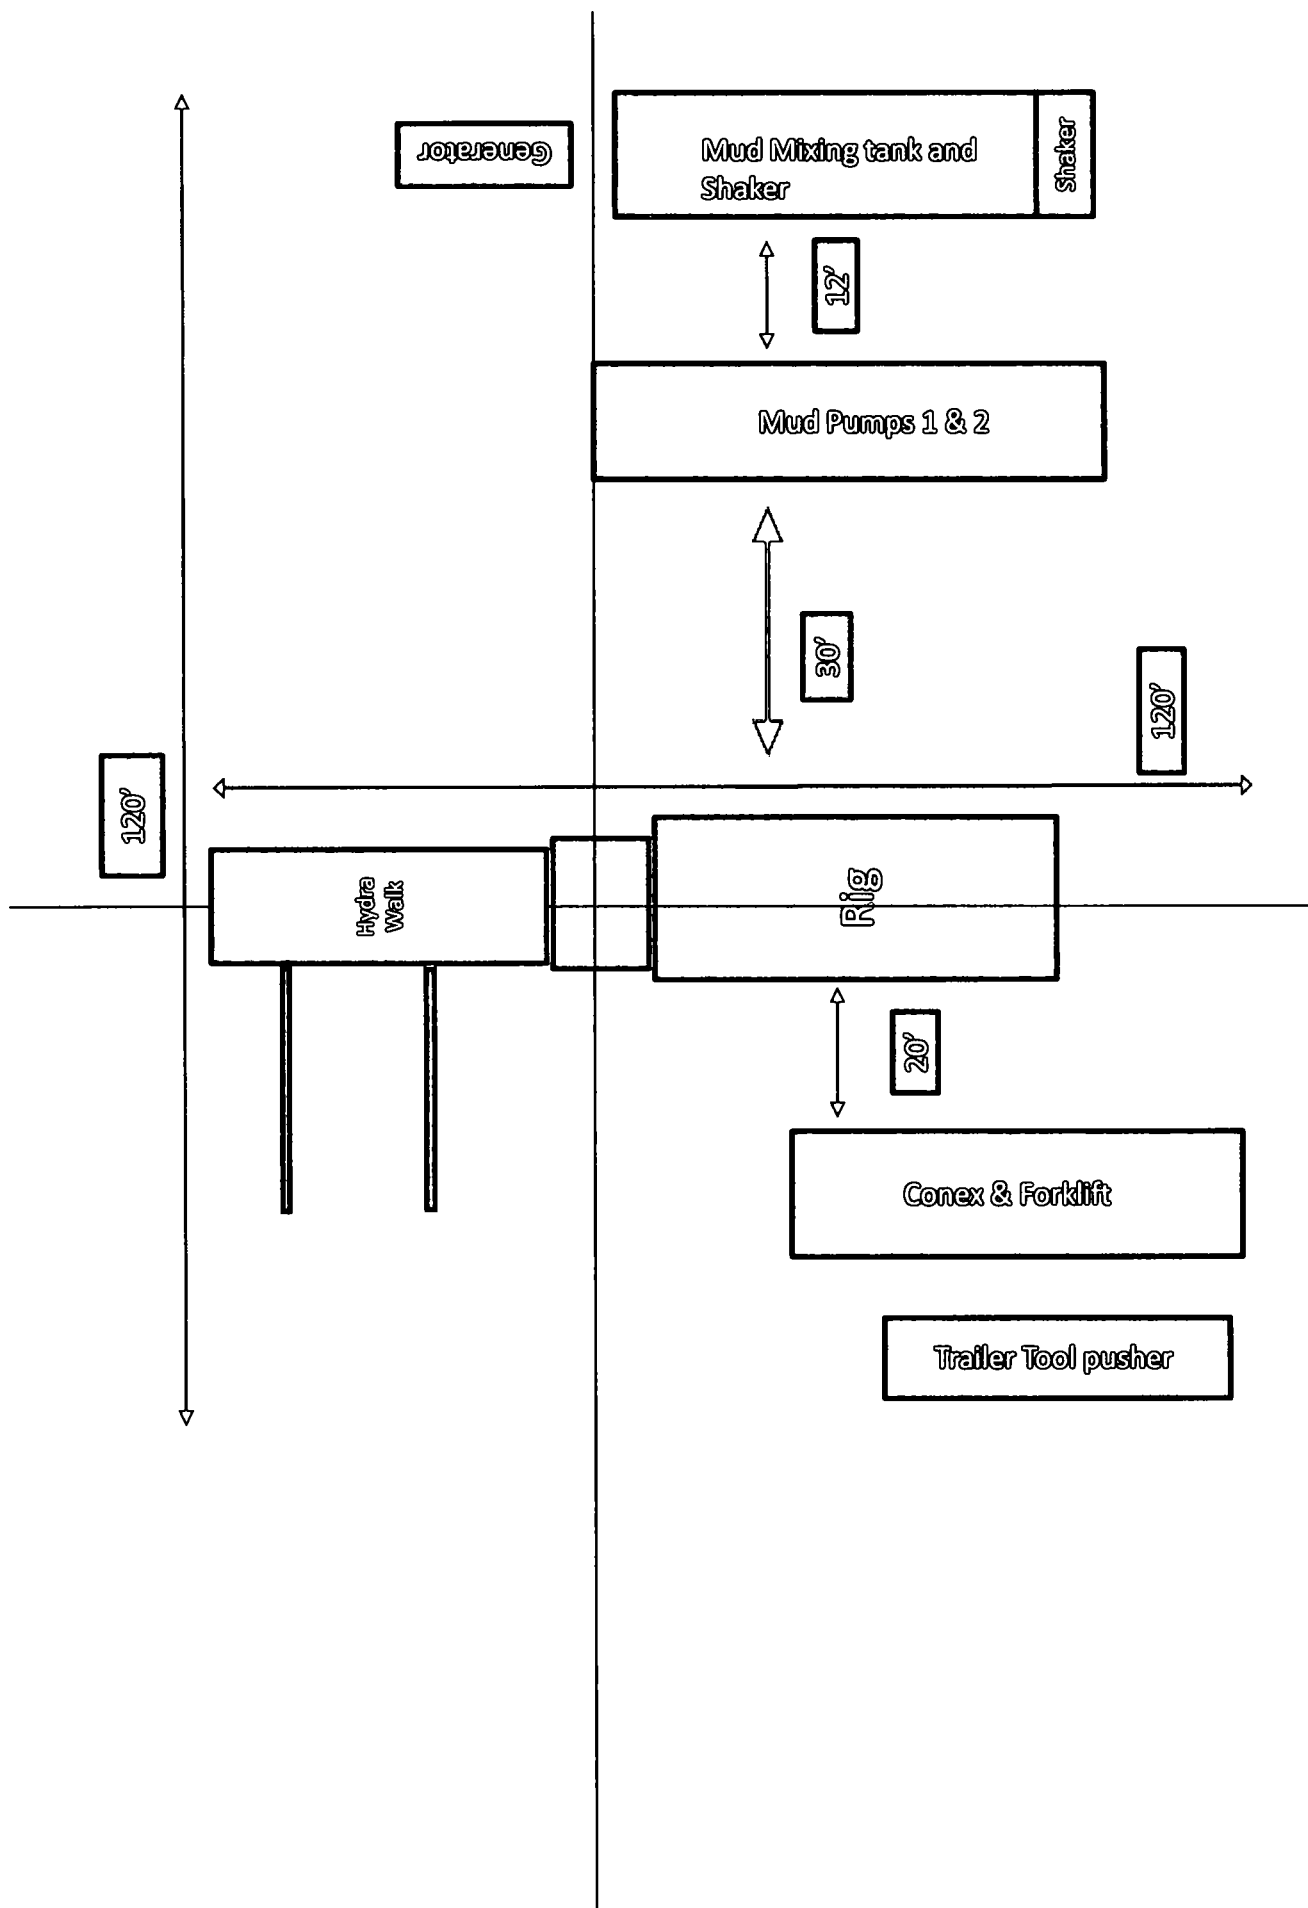 Generator
Mud Mixing tank and
Shaker
Shaker
12'
Mud Pumps 1 & 2
30'
120'
120'
Hydra
Walk
Rig
20'
Conex & Forklift
Trailer Tool pusher